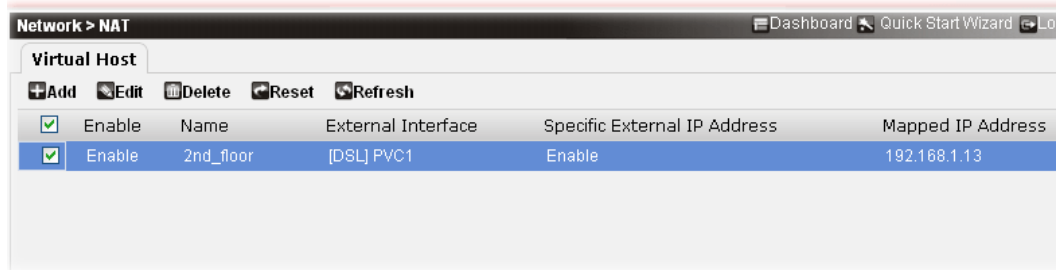 Network > NAT Dashboard Quick Start Wizard Lo
Virtual Host
Add Edit Delete Reset Refresh
Enable Name External Interface Specific External IP Address Mapped IP Address
Enable 2nd_floor [DSL] PVC1 Enable 192.168.1.13